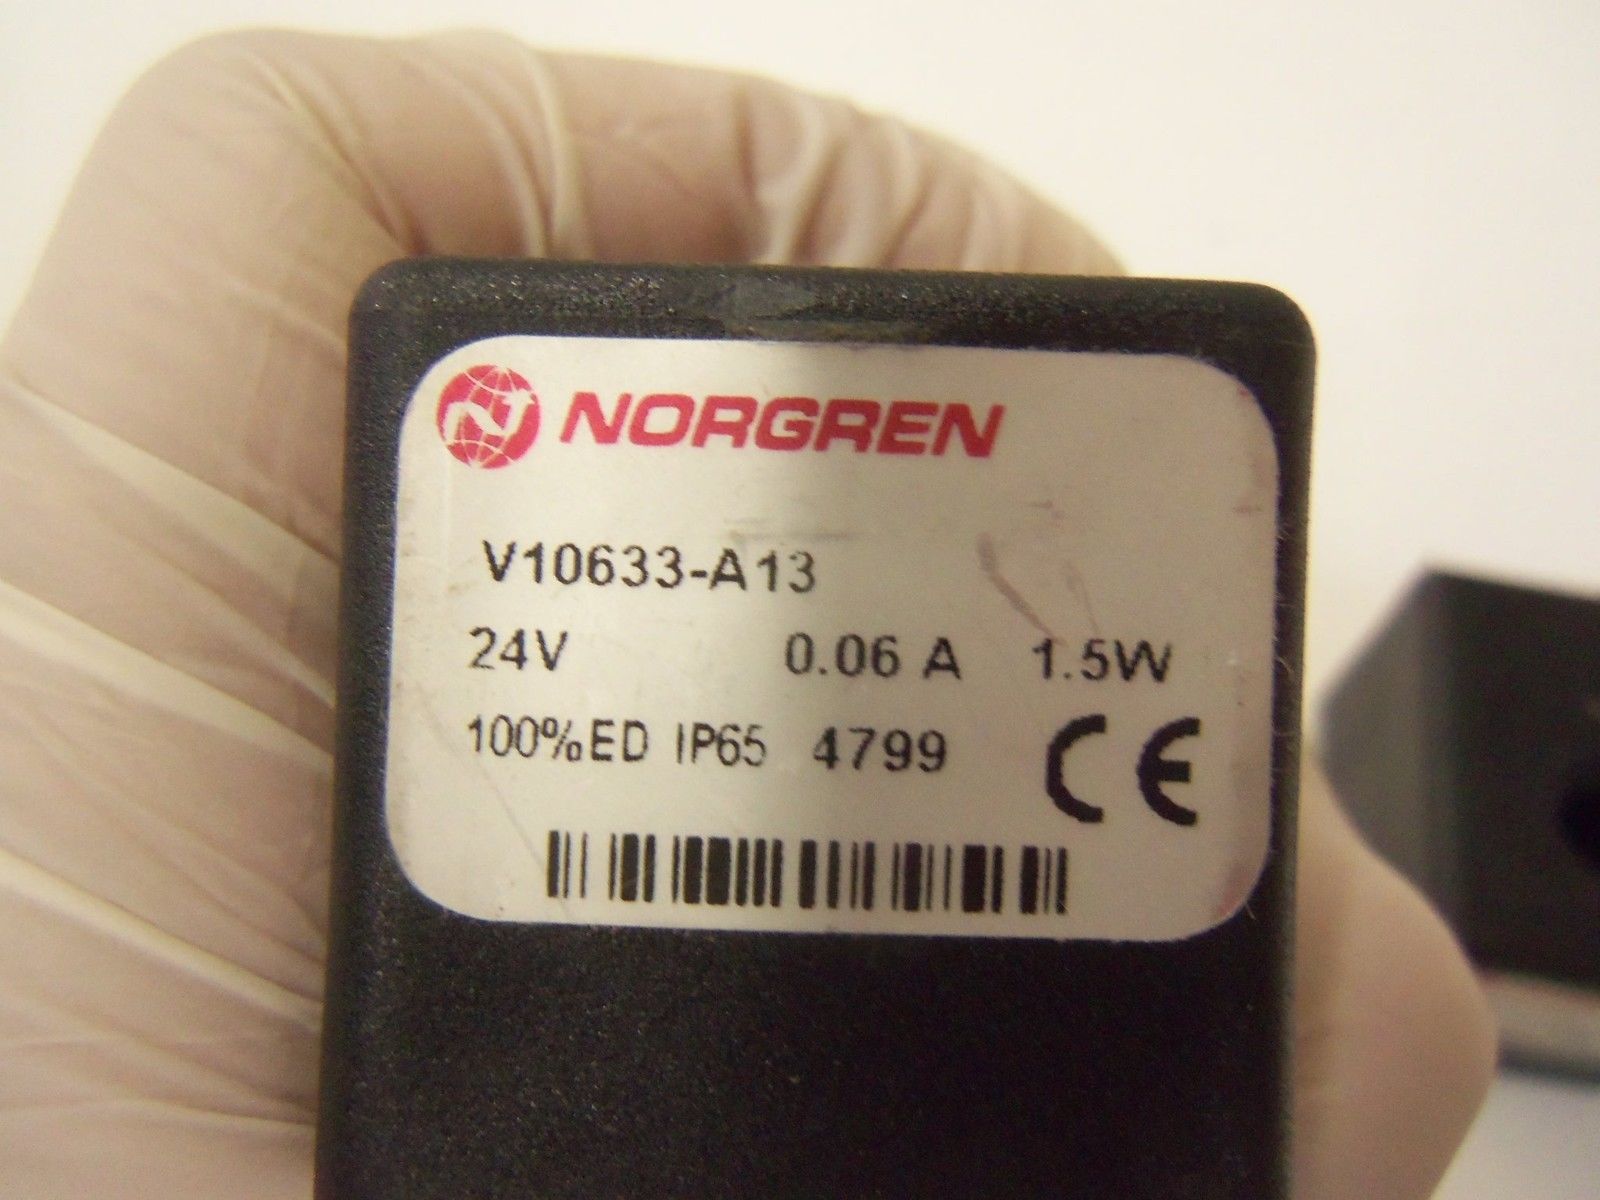 NORGREN
V10633-A13
24V 0.06 A 1.5W
100%ED IP65 4799 CE